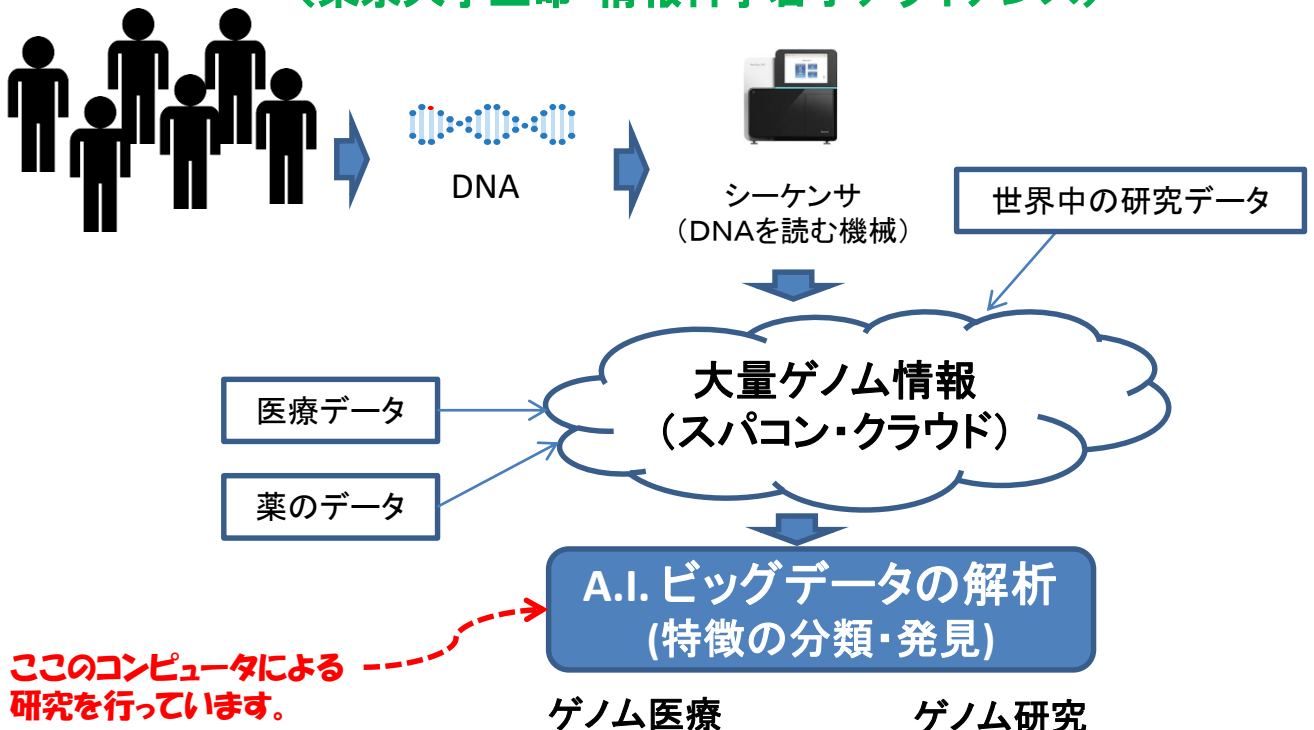 DNA
シーケンサ
（DNAを読む機械）
世界中の研究データ
大量ゲノム情報
（スパコン・クラウド）
医療データ
薬のデータ
A.I. ビッグデータの解析
(特徴の分類・発見)
ここのコンピュータによる
研究を行っています。
ゲノム医療
ゲノム研究